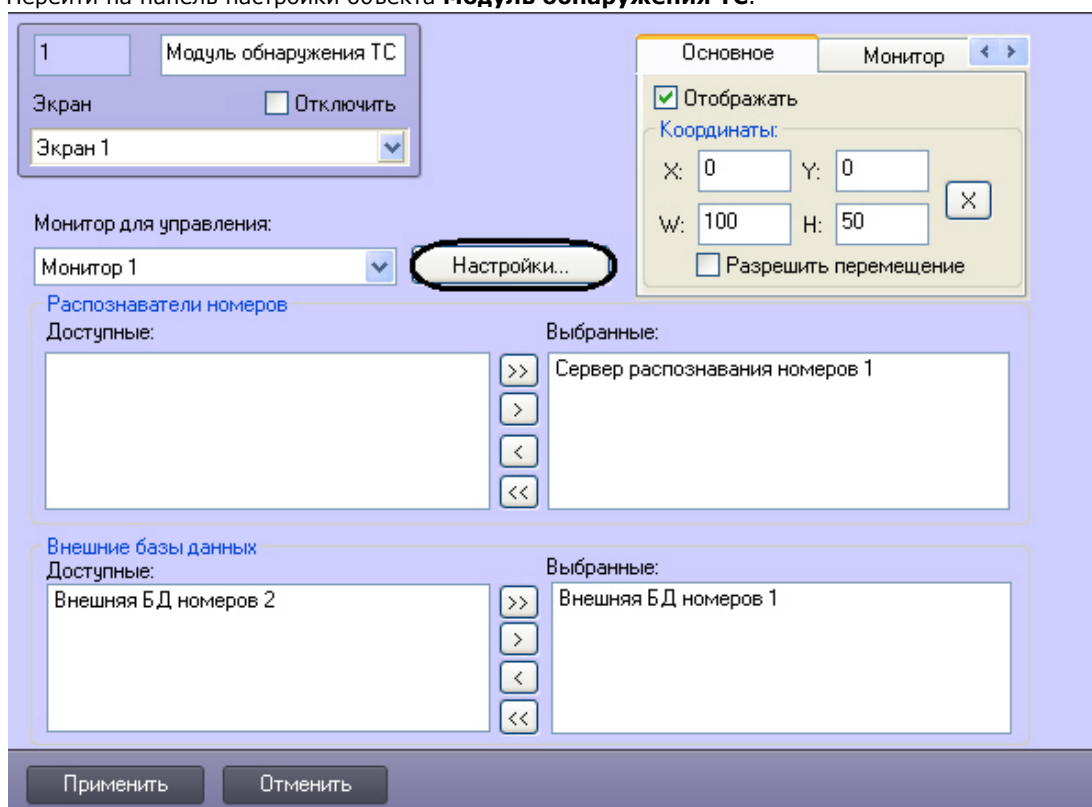 Перейти на панель настройки объекта Модуль обнаружения ТС.
1
Модуль обнаружения ТС
Экран
Отключить
Экран 1
Основное
Монитор
Отображать
Координаты:
X: 0
Y: 0
X
W: 100
H: 50
Разрешить перемещение
Монитор для управления:
Монитор 1
Настройки...
Распознаватели номеров
Доступные:
Выбранные:
>>
Сервер распознавания номеров 1
>
<
<<
Внешние базы данных
Доступные:
Выбранные:
Внешняя БД номеров 2
>>
Внешняя БД номеров 1
>
<
<<
Применить
Отменить